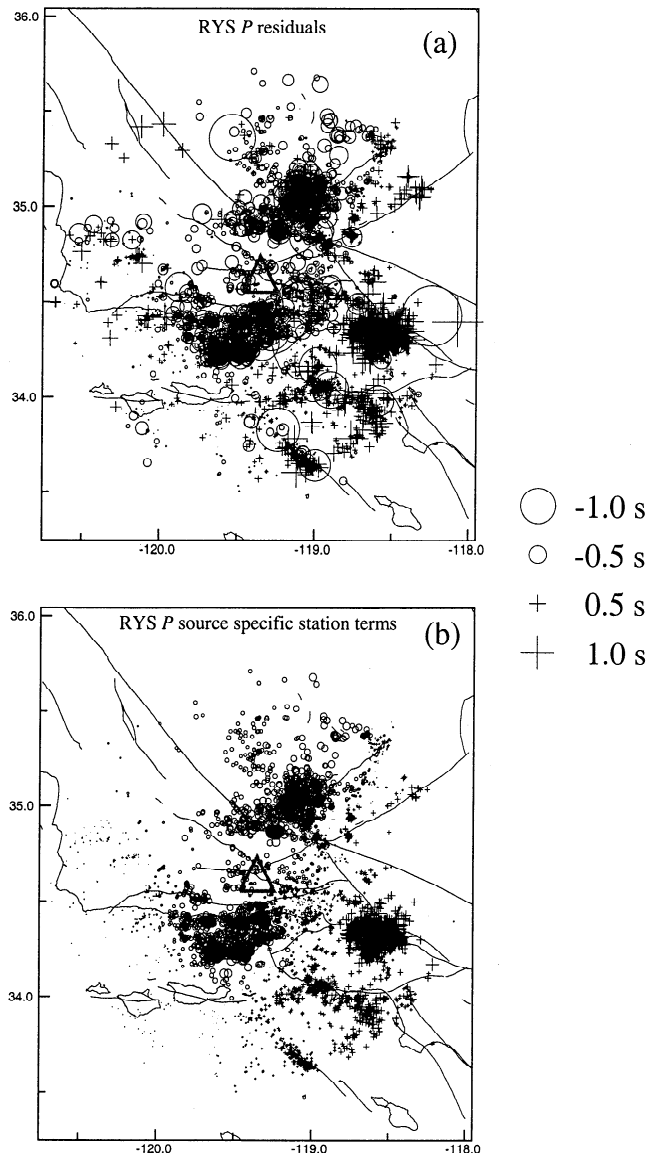 36.0
RYS P residuals
(a)
35.0
34.0
-120.0 -119.0 -118.0
-1.0 s
-0.5 s
0.5 s
1.0 s
36.0
RYS P source specific station terms
(b)
35.0
34.0
-120.0 -119.0 -118.0